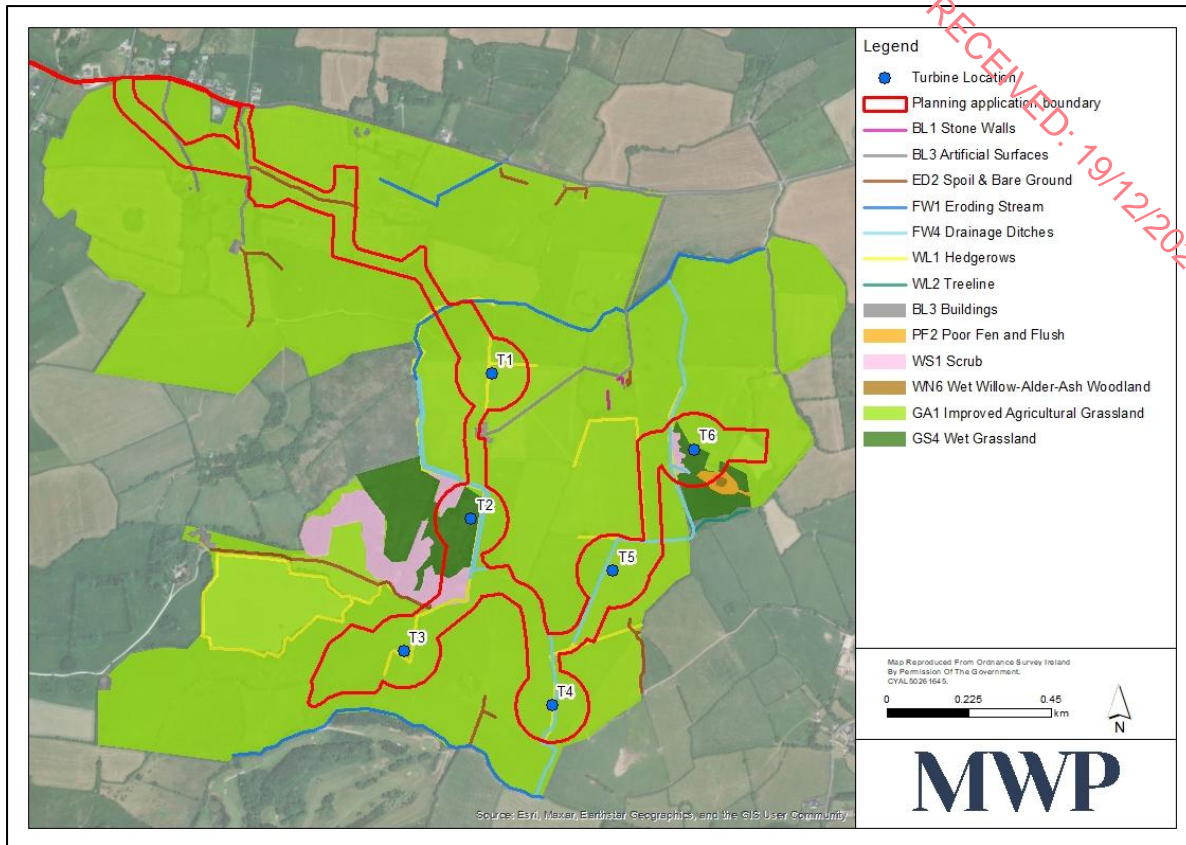 RECEIVED: 19/12/202
Legend
Turbine Location
Planning application boundary
BL1 Stone Walls
BL3 Artificial Surfaces
ED2 Spoil & Bare Ground
FW1 Eroding Stream
FW4 Drainage Ditches
WL1 Hedgerows
WL2 Treeline
BL3 Buildings
PF2 Poor Fen and Flush
WS1 Scrub
WN6 Wet Willow-Alder-Ash Woodland
GA1 Improved Agricultural Grassland
GS4 Wet Grassland
T1
T6
T2
T5
T3
T4
Map Reproduced From Ordnance Survey Ireland
By Permission Of The Government.
CYAL50261645.
0 0.225 0.45
km
N
MWP
Source: Esri, Maxar, Earthstar Geographics, and the GIS User Community